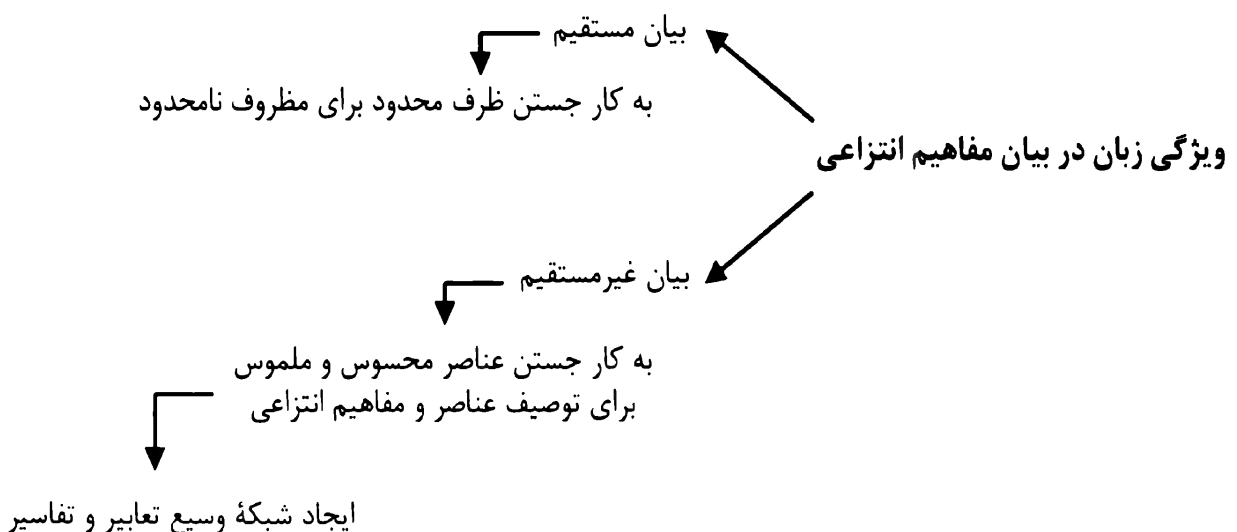 بیان مستقیم
به کار جستن ظرف محدود برای مظروف نامحدود
ویژگی زبان در بیان مفاهیم انتزاعی
بیان غیرمستقیم
به کار جستن عناصر محسوس و ملموس
برای توصیف عناصر و مفاهیم انتزاعی
ایجاد شبکهٔ وسیع تعابیر و تفاسیر